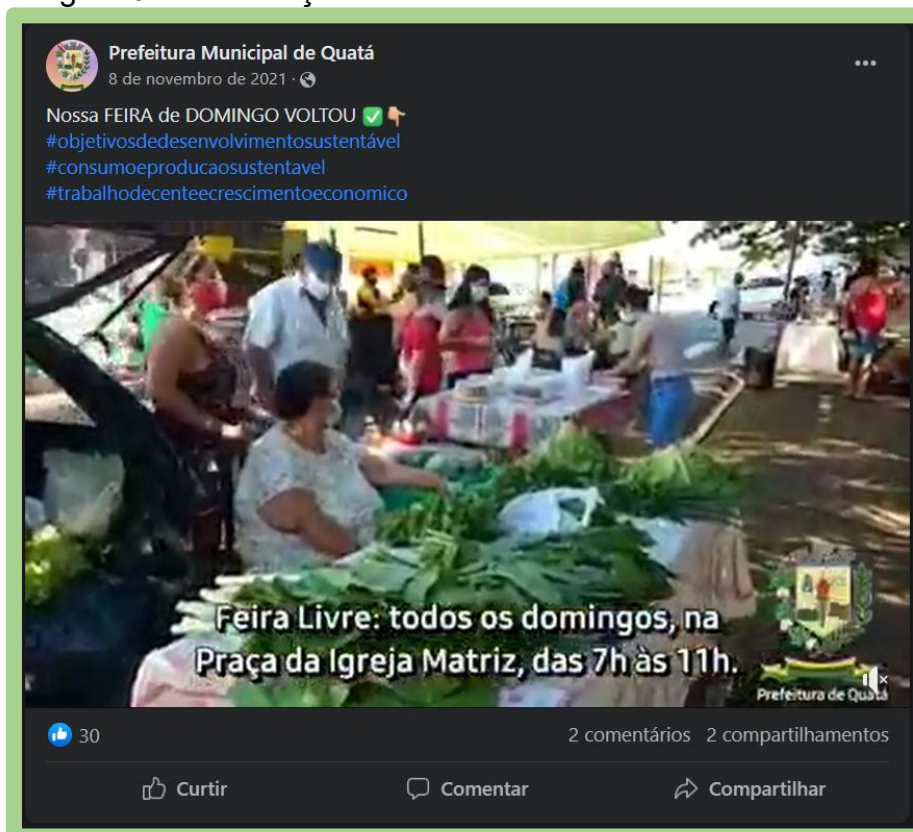 Prefeitura Municipal de Quatá
8 de novembro de 2021 ·
Nossa FEIRA de DOMINGO VOLTOU ✅👇🏼
#objetivosdedesenvolvimentosustentável
#consumoeproducaosustentavel
#trabalhodecenteecrescimentoeconomico
Feira Livre: todos os domingos, na
Praça da Igreja Matriz, das 7h às 11h.
Prefeitura de Quatá
30
2 comentários 2 compartilhamentos
Curtir Comentar Compartilhar